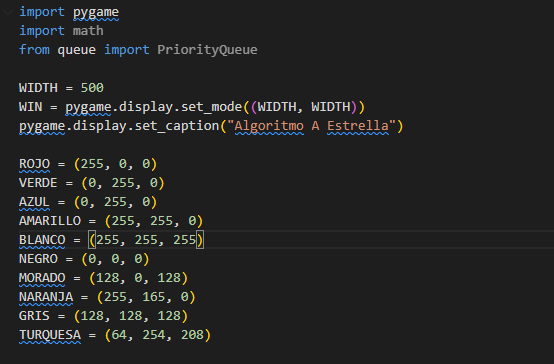 import pygame
import math
from queue import PriorityQueue
WIDTH = 500
WIN = pygame.display.set_mode((WIDTH, WIDTH))
pygame.display.set_caption("Algoritmo A Estrella")
ROJO = (255, 0, 0)
VERDE = (0, 255, 0)
AZUL = (0, 255, 0)
AMARILLO = (255, 255, 0)
BLANCO = (255, 255, 255)
NEGRO = (0, 0, 0)
MORADO = (128, 0, 128)
NARANJA = (255, 165, 0)
GRIS = (128, 128, 128)
TURQUESA = (64, 254, 208)